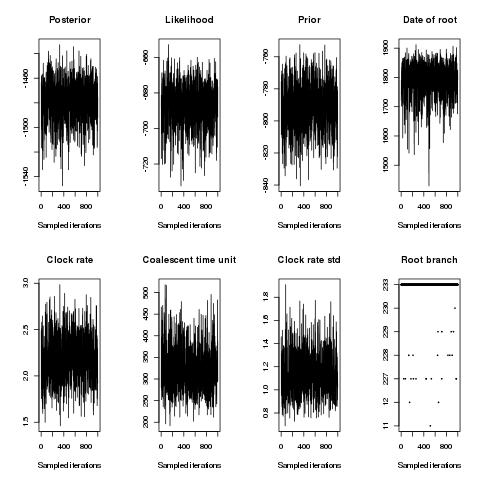 Posterior
-1460
-1500
-1540
0 400 800
Sampled iterations
Likelihood
-660
-680
-700
-720
0 400 800
Sampled iterations
Prior
-760
-780
-800
-820
-840
0 400 800
Sampled iterations
Date of root
1900
1800
1700
1600
1500
0 400 800
Sampled iterations
Clock rate
3.0
2.5
2.0
1.5
0 400 800
Sampled iterations
Coalescent time unit
500
450
400
350
300
250
200
0 400 800
Sampled iterations
Clock rate std
1.8
1.6
1.4
1.2
1.0
0.8
0 400 800
Sampled iterations
Root branch
233
230
229
228
227
12
11
0 400 800
Sampled iterations